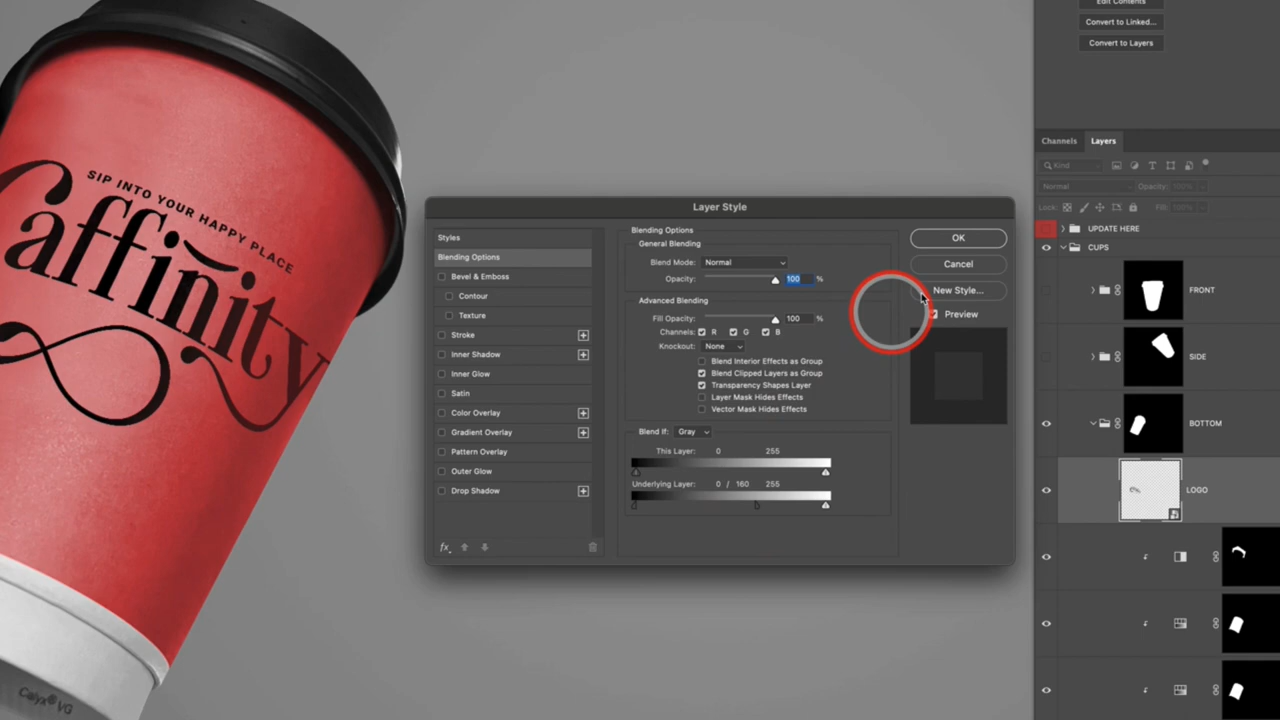 SIP INTO YOUR HAPPY PLACE
Caffinity
Calyx® VG
Edit Contents
Convert to Linked...
Convert to Layers
Channels
Layers
Kind
Normal
Opacity: 100%
Lock:
Fill: 100%
UPDATE HERE
CUPS
FRONT
SIDE
BOTTOM
LOGO
Layer Style
Styles
Blending Options
Bevel & Emboss
Contour
Texture
Stroke
Inner Shadow
Inner Glow
Satin
Color Overlay
Gradient Overlay
Pattern Overlay
Outer Glow
Drop Shadow
fx
Blending Options
General Blending
Blend Mode: Normal
Opacity: 100 %
Advanced Blending
Fill Opacity: 100 %
Channels: R G B
Knockout: None
Blend Interior Effects as Group
Blend Clipped Layers as Group
Transparency Shapes Layer
Layer Mask Hides Effects
Vector Mask Hides Effects
Blend If: Gray
This Layer: 0 255
Underlying Layer: 0 / 160 255
OK
Cancel
New Style...
Preview